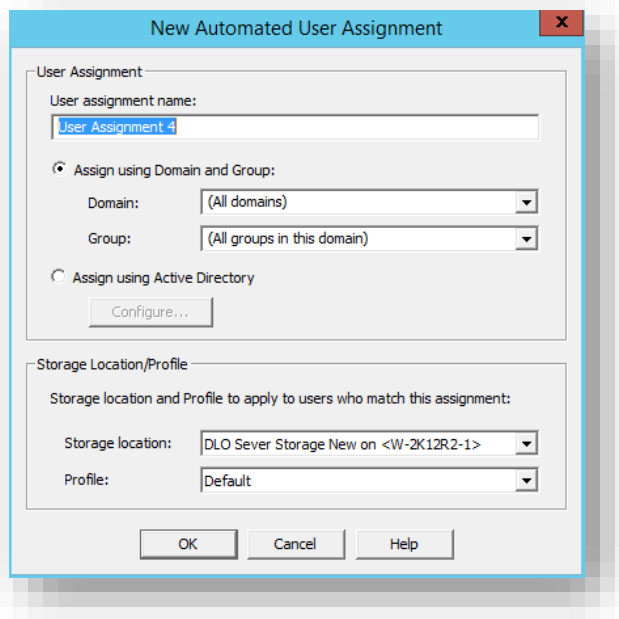 New Automated User Assignment
x
User Assignment
User assignment name:
User Assignment 4
Assign using Domain and Group:
Domain: (All domains)
Group: (All groups in this domain)
Assign using Active Directory
Configure...
Storage Location/Profile
Storage location and Profile to apply to users who match this assignment:
Storage location: DLO Sever Storage New on <W-2K12R2-1>
Profile: Default
OK Cancel Help